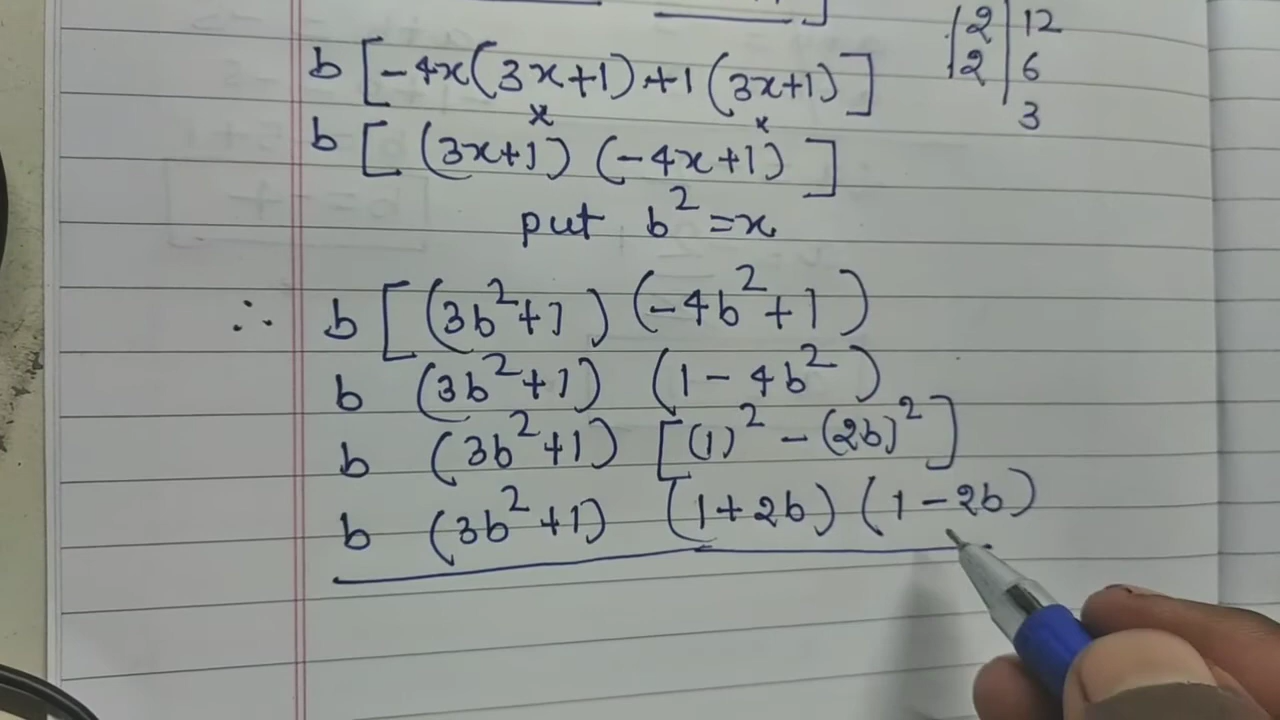 b [-4x(3x+1)+1(3x+1)]
b [ (3x+1) (-4x+1) ]
put b² = x
∴ b [ (3b²+1) (-4b²+1)
b (3b²+1) (1-4b²)
b (3b²+1) [(1)² - (2b)²]
b (3b²+1) (1+2b) (1-2b)
2 | 12
2 | 6
3